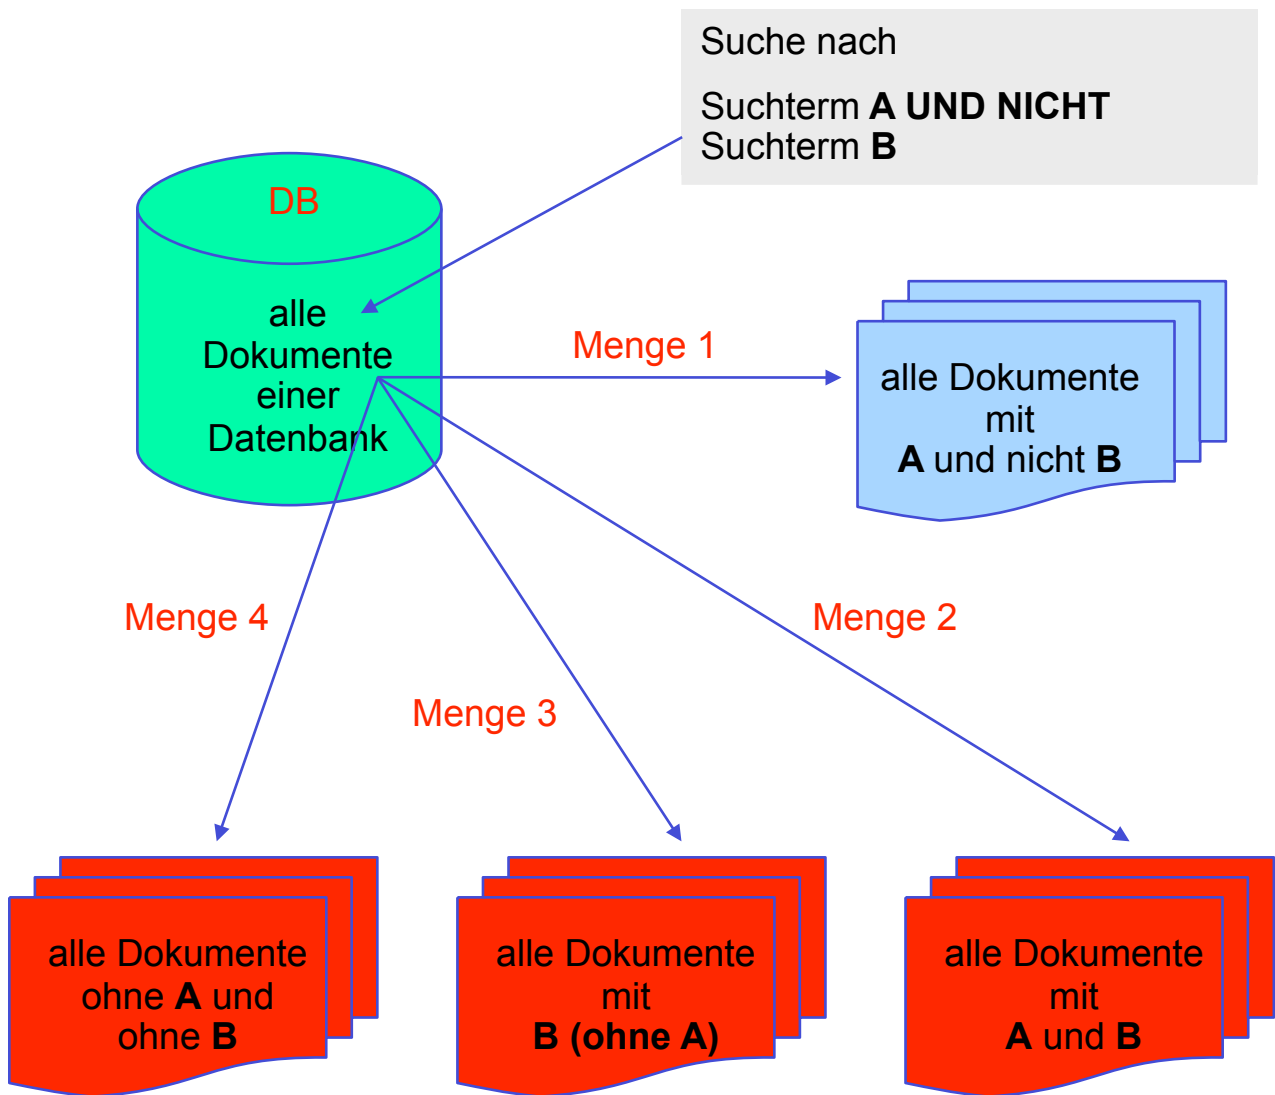 Suche nach
Suchterm A UND NICHT
Suchterm B
DB
alle
Dokumente
einer
Datenbank
Menge 1
alle Dokumente
mit
A und nicht B
Menge 4
Menge 2
Menge 3
alle Dokumente
ohne A und
ohne B
alle Dokumente
mit
B (ohne A)
alle Dokumente
mit
A und B